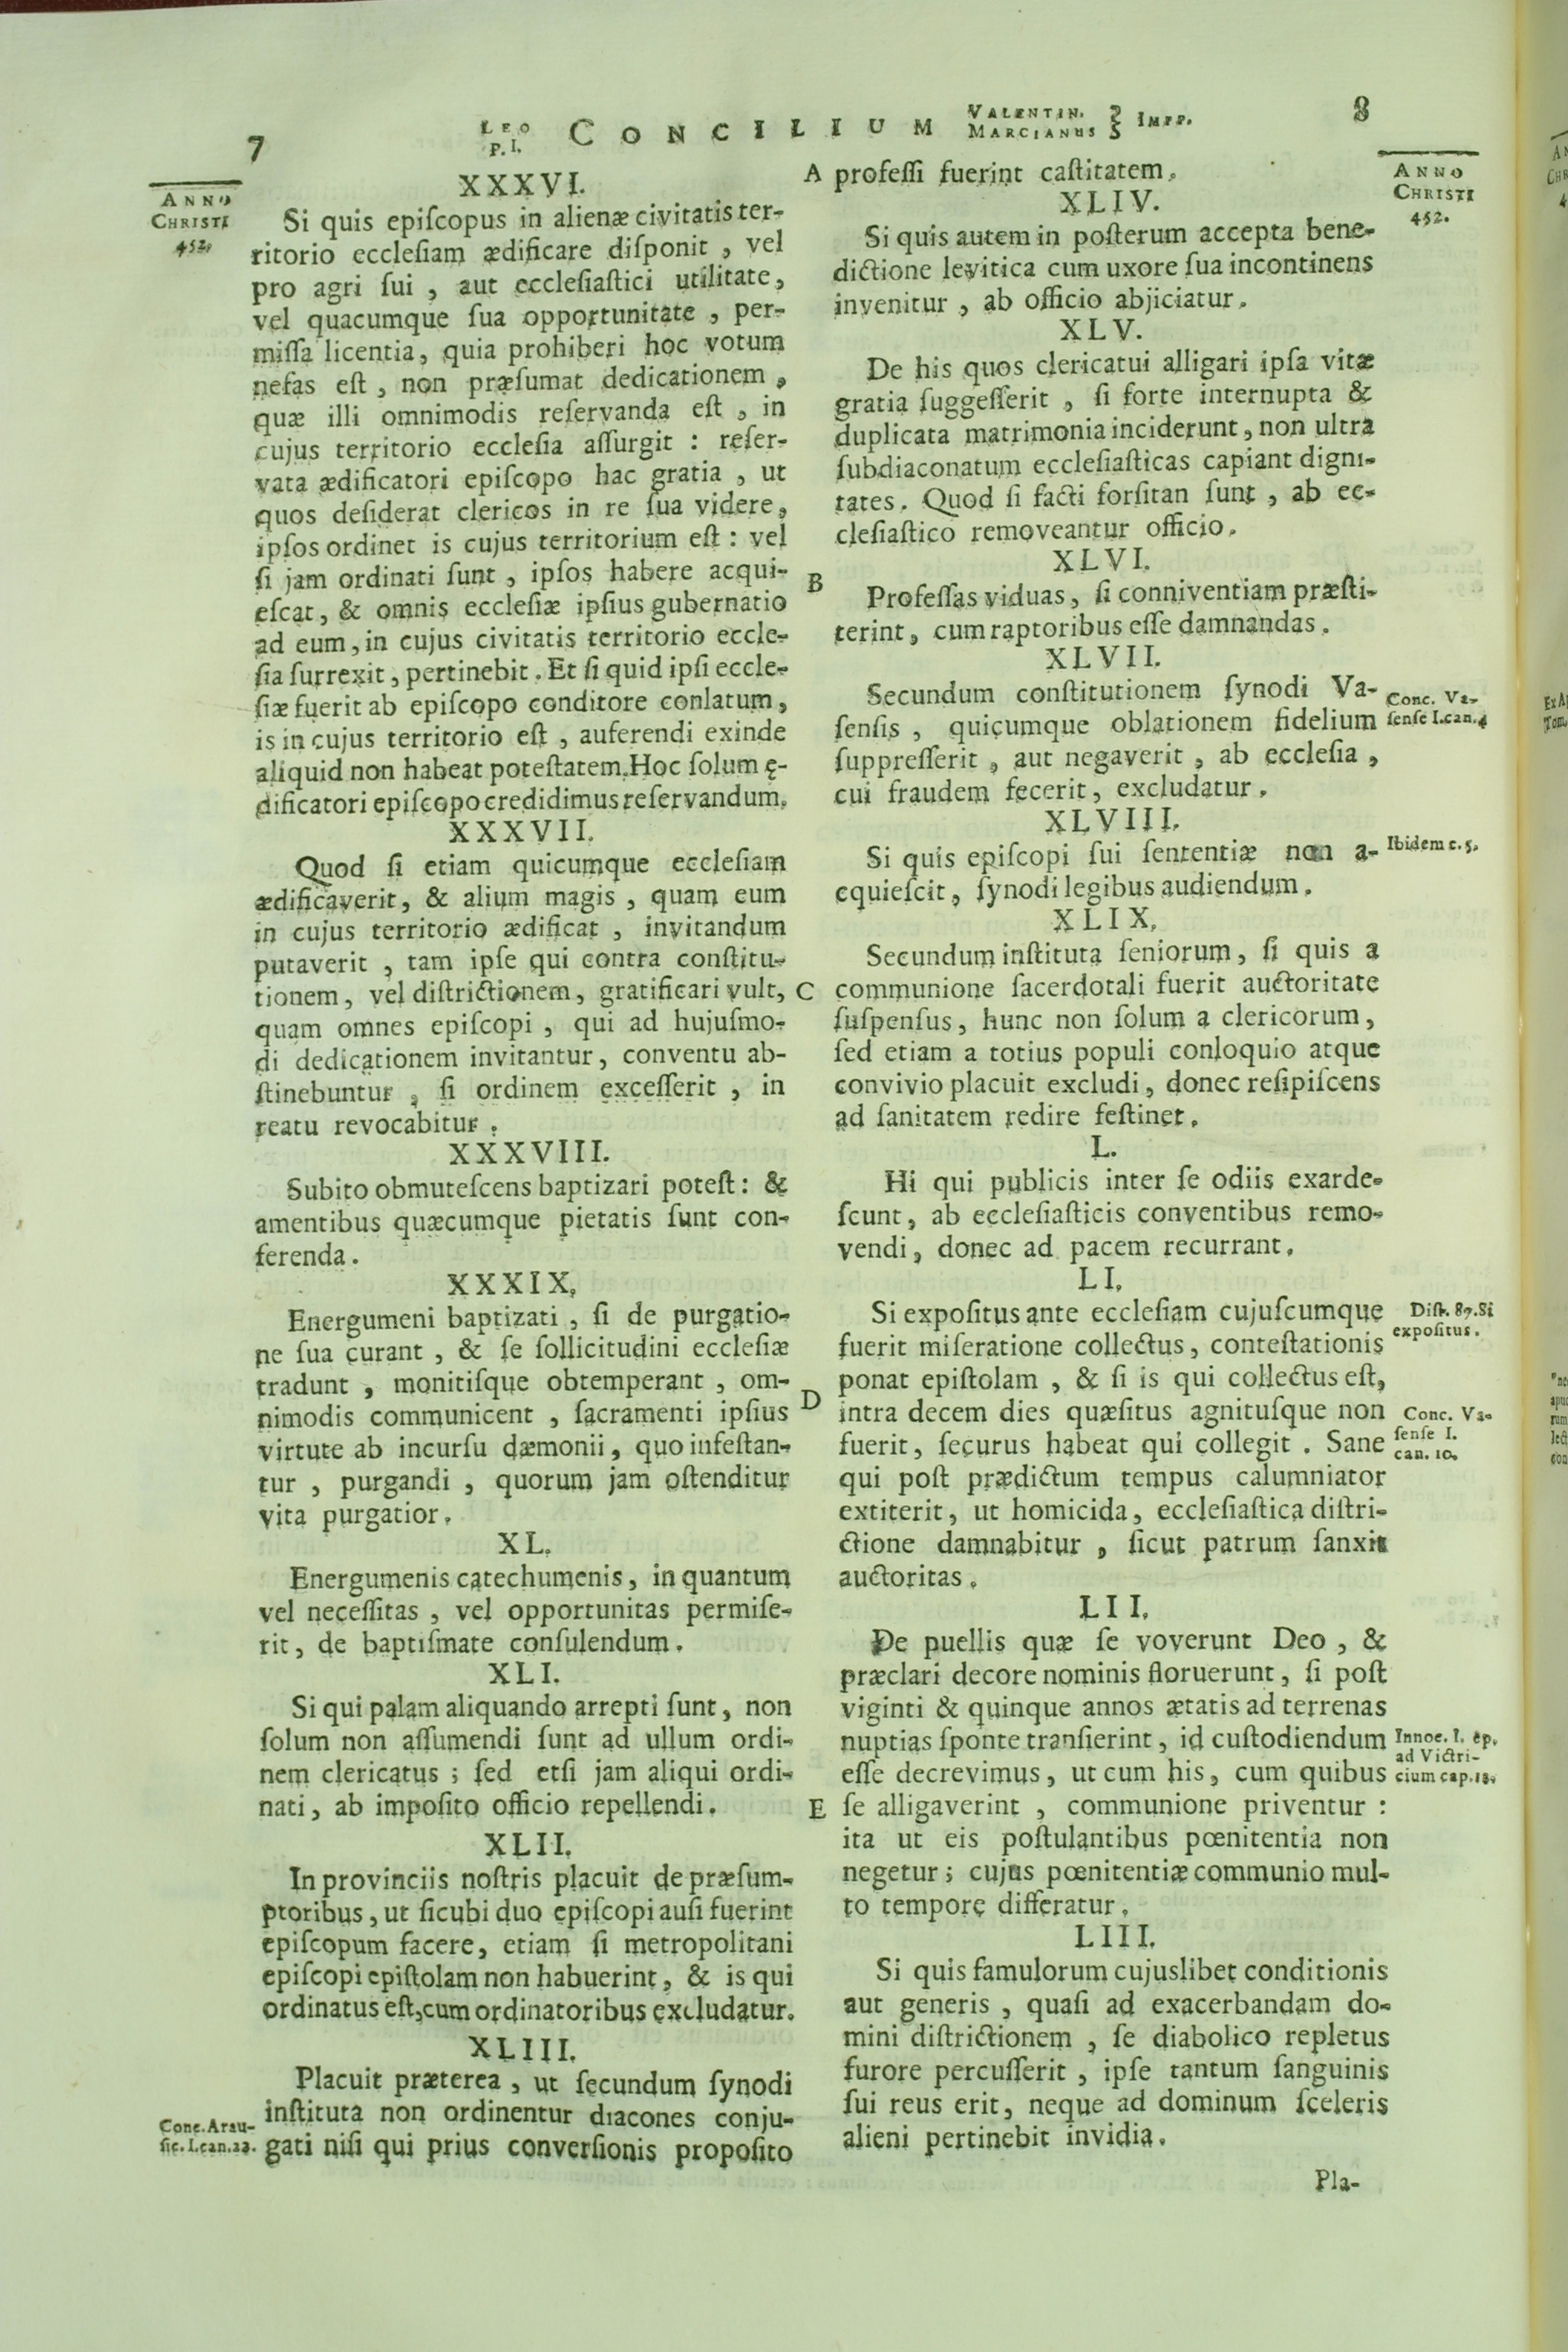 7
LEO
P. I.
CONCILIUM
VALENTIN.
MARCIANUS
IMPP.
8
ANNO
CHRISTI
452.
XXXVI.
Si quis epiſcopus in alienæ civitatis ter-
ritorio eccleſiam ædificare diſponit , vel
pro agri ſui , aut eccleſiaſtici utilitate,
vel quacumque ſua opportunitate , per-
miſſa licentia, quia prohiberi hoc votum
nefas eſt , non præſumat dedicationem ,
quæ illi omnimodis reſervanda eſt , in
cujus territorio eccleſia aſſurgit : reſer-
vata ædificatori epiſcopo hac gratia , ut
quos deſiderat clericos in re ſua videre,
ipſos ordinet is cujus territorium eſt : vel
ſi jam ordinati ſunt , ipſos habere acqui-
eſcat, & omnis eccleſiæ ipſius gubernatio
ad eum, in cujus civitatis territorio eccle-
ſia ſurrexit , pertinebit . Et ſi quid ipſi eccle-
ſiæ fuerit ab epiſcopo conditore conlatum,
is in cujus territorio eſt , auferendi exinde
aliquid non habeat poteſtatem. Hoc ſolum ę-
dificatori epiſcopo credidimus reſervandum.
XXXVII.
Quod ſi etiam quicumque eccleſiam
ædificaverit, & alium magis , quam eum
in cujus territorio ædificat , invitandum
putaverit , tam ipſe qui contra conſtitu-
tionem, vel diſtrictionem, gratificari vult,
quam omnes epiſcopi , qui ad hujuſmo-
di dedicationem invitantur, conventu ab-
ſtinebuntur , ſi ordinem exceſſerit , in
reatu revocabitur .
XXXVIII.
Subito obmuteſcens baptizari poteſt : &
amentibus quæcumque pietatis ſunt con-
ferenda .
XXXIX.
Energumeni baptizati , ſi de purgatio-
ne ſua curant , & ſe ſollicitudini eccleſiæ
tradunt , monitiſque obtemperant , om-
nimodis communicent , ſacramenti ipſius
virtute ab incurſu dæmonii, quo infeſtan-
tur , purgandi , quorum jam oſtenditur
vita purgatior.
XL.
Energumenis catechumenis, in quantum
vel neceſſitas , vel opportunitas permiſe-
rit, de baptiſmate conſulendum .
XLI.
Si qui palam aliquando arrepti ſunt, non
ſolum non aſſumendi ſunt ad ullum ordi-
nem clericatus ; ſed etſi jam aliqui ordi-
nati, ab impoſito officio repellendi .
XLII.
In provinciis noſtris placuit de præſum-
ptoribus, ut ſicubi duo epiſcopi auſi fuerint
epiſcopum facere, etiam ſi metropolitani
epiſcopi epiſtolam non habuerint, & is qui
ordinatus eſt, cum ordinatoribus excludatur.
XLIII.
Placuit præterea , ut ſecundum ſynodi
inſtituta non ordinentur diacones conju-
gati niſi qui prius converſionis propoſito
Conc. Arau-
ſic. I. can. 23.
A
B
C
D
E
profeſſi fuerint caſtitatem.
XLIV.
Si quis autem in poſterum accepta bene-
dictione levitica cum uxore ſua incontinens
invenitur , ab officio abjiciatur .
XLV.
De his quos clericatui alligari ipſa vitæ
gratia ſuggeſſerit , ſi forte internupta &
duplicata matrimonia inciderunt, non ultra
ſubdiaconatum eccleſiaſticas capiant digni-
tates. Quod ſi facti forſitan ſunt , ab ec-
cleſiaſtico removeantur officio.
XLVI.
Profeſſas viduas, ſi conniventiam præſti-
terint, cum raptoribus eſſe damnandas .
XLVII.
Secundum conſtitutionem ſynodi Va-
ſenſis , quicumque oblationem fidelium
ſuppreſſerit , aut negaverit , ab eccleſia ,
cui fraudem fecerit, excludatur .
XLVIII.
Si quis epiſcopi ſui ſententiæ non a-
cquieſcit, ſynodi legibus audiendum .
XLIX.
Secundum inſtituta ſeniorum, ſi quis a
communione ſacerdotali fuerit auctoritate
ſuſpenſus, hunc non ſolum a clericorum,
ſed etiam a totius populi conloquio atque
convivio placuit excludi, donec reſipiſcens
ad ſanitatem redire feſtinet.
L.
Hi qui publicis inter ſe odiis exarde-
ſcunt, ab eccleſiaſticis conventibus remo-
vendi, donec ad pacem recurrant.
LI.
Si expoſitus ante eccleſiam cujuſcumque
fuerit miſeratione collectus, conteſtationis
ponat epiſtolam , & ſi is qui collectus eſt,
intra decem dies quæſitus agnituſque non
fuerit, ſecurus habeat qui collegit . Sane
qui poſt prædictum tempus calumniator
extiterit, ut homicida, eccleſiaſtica diſtri-
ctione damnabitur , ſicut patrum ſanxit
auctoritas .
LII.
De puellis quæ ſe voverunt Deo , &
præclari decore nominis floruerunt, ſi poſt
viginti & quinque annos ætatis ad terrenas
nuptias ſponte tranſierint, id cuſtodiendum
eſſe decrevimus, ut cum his, cum quibus
ſe alligaverint , communione priventur :
ita ut eis poſtulantibus pœnitentia non
negetur ; cujus pœnitentiæ communio mul-
to tempore differatur .
LIII.
Si quis famulorum cujuslibet conditionis
aut generis , quaſi ad exacerbandam do-
mini diſtrictionem , ſe diabolico repletus
furore percuſſerit , ipſe tantum ſanguinis
ſui reus erit, neque ad dominum ſceleris
alieni pertinebit invidia .
Pla-
ANNO
CHRISTI
452.
Conc. Va-
ſenſe I. can. 4
Ibidem c. 5.
Diſt. 87. Si
expoſitus .
Conc. Va-
ſenſe I.
can. 10.
Innoc. I. ep.
ad Victri-
cium cap. 13.